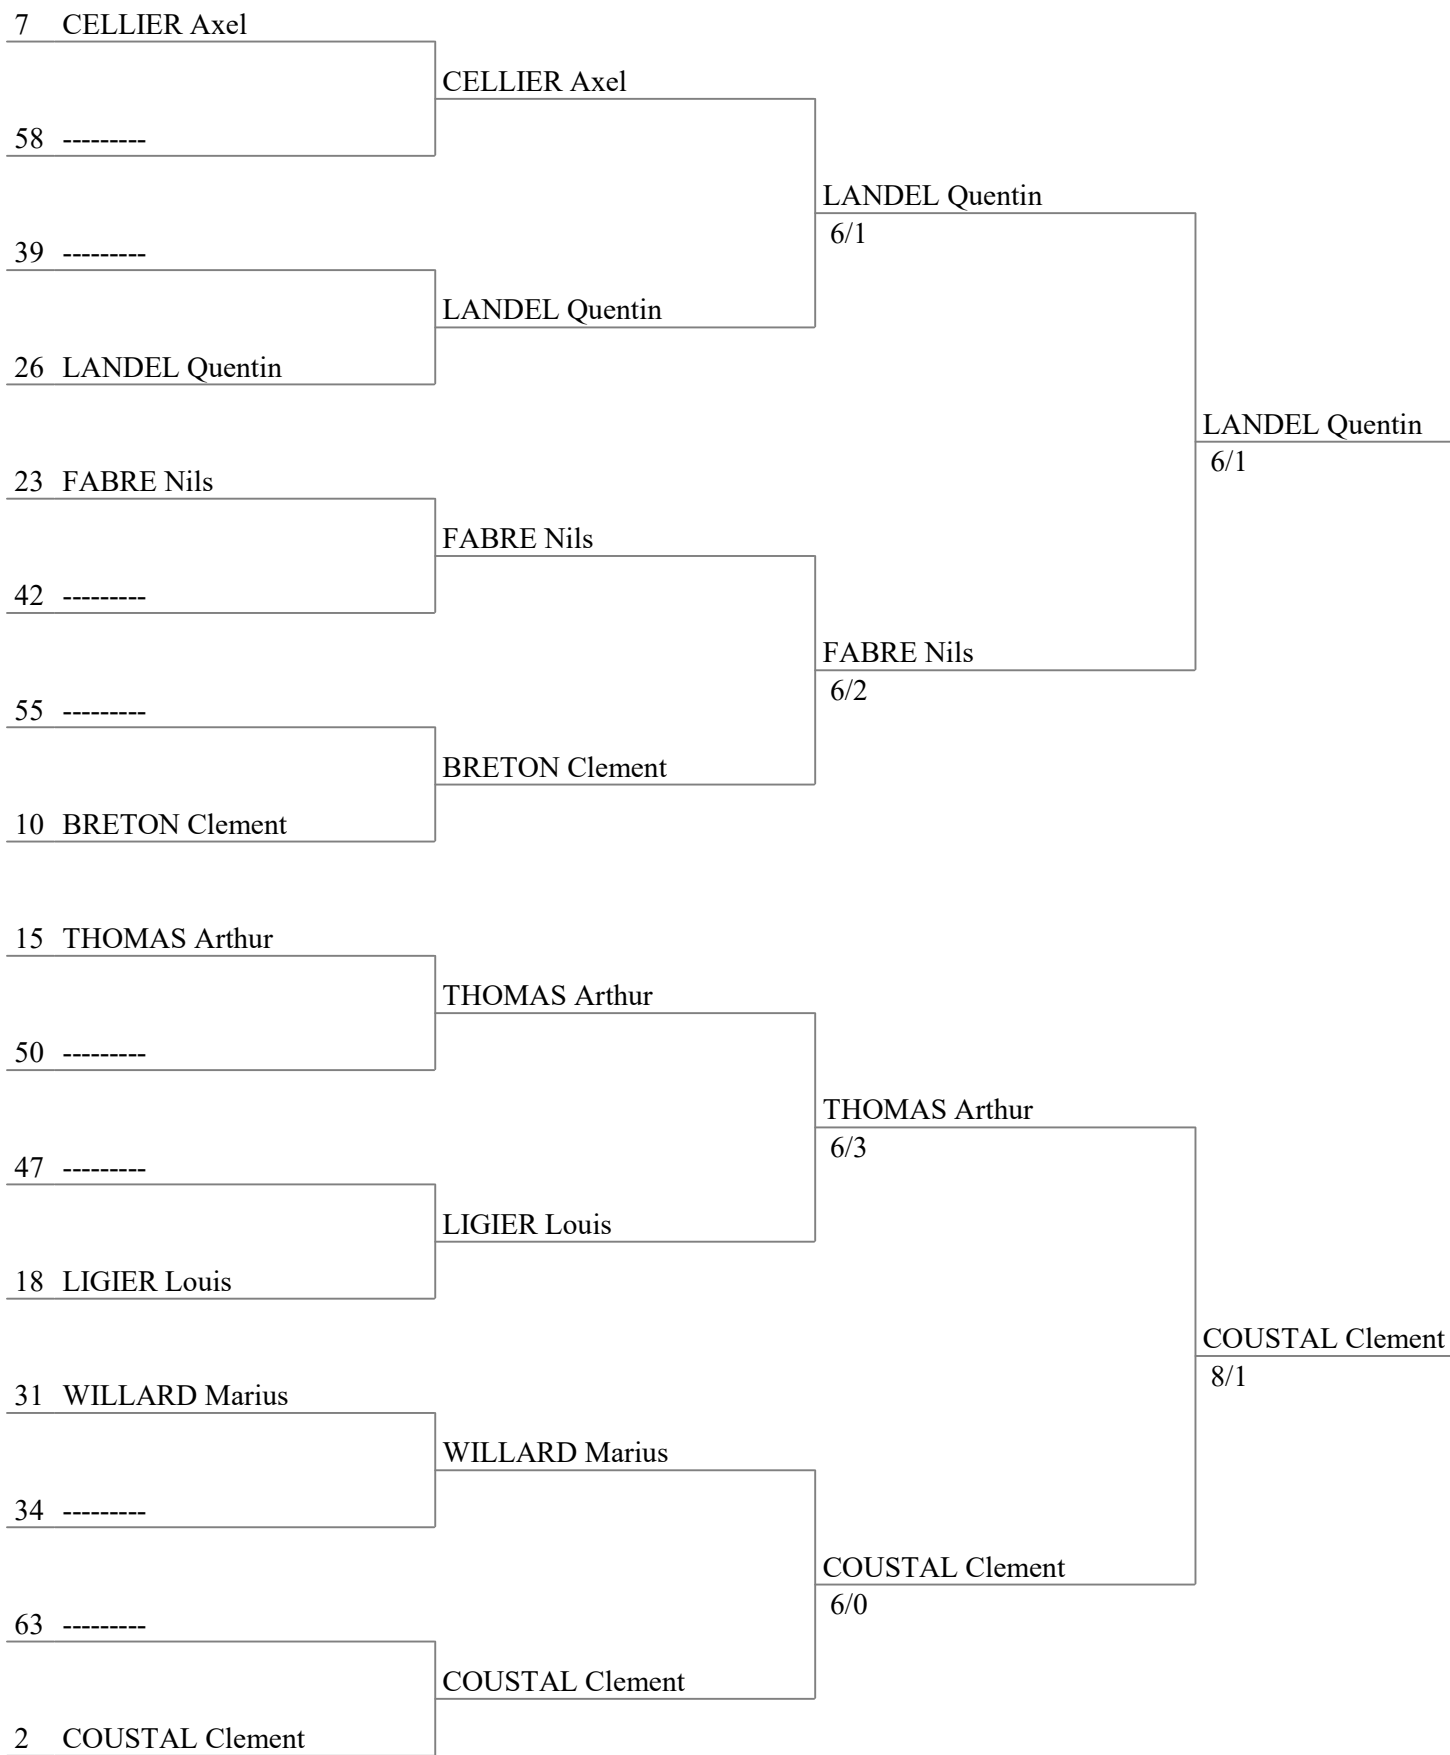 7 CELLIER Axel
CELLIER Axel
58 ---------
LANDEL Quentin
6/1
39 ---------
LANDEL Quentin
26 LANDEL Quentin
LANDEL Quentin
6/1
23 FABRE Nils
FABRE Nils
42 ---------
FABRE Nils
6/2
55 ---------
BRETON Clement
10 BRETON Clement
15 THOMAS Arthur
THOMAS Arthur
50 ---------
THOMAS Arthur
6/3
47 ---------
LIGIER Louis
18 LIGIER Louis
COUSTAL Clement
8/1
31 WILLARD Marius
WILLARD Marius
34 ---------
COUSTAL Clement
6/0
63 ---------
COUSTAL Clement
2 COUSTAL Clement